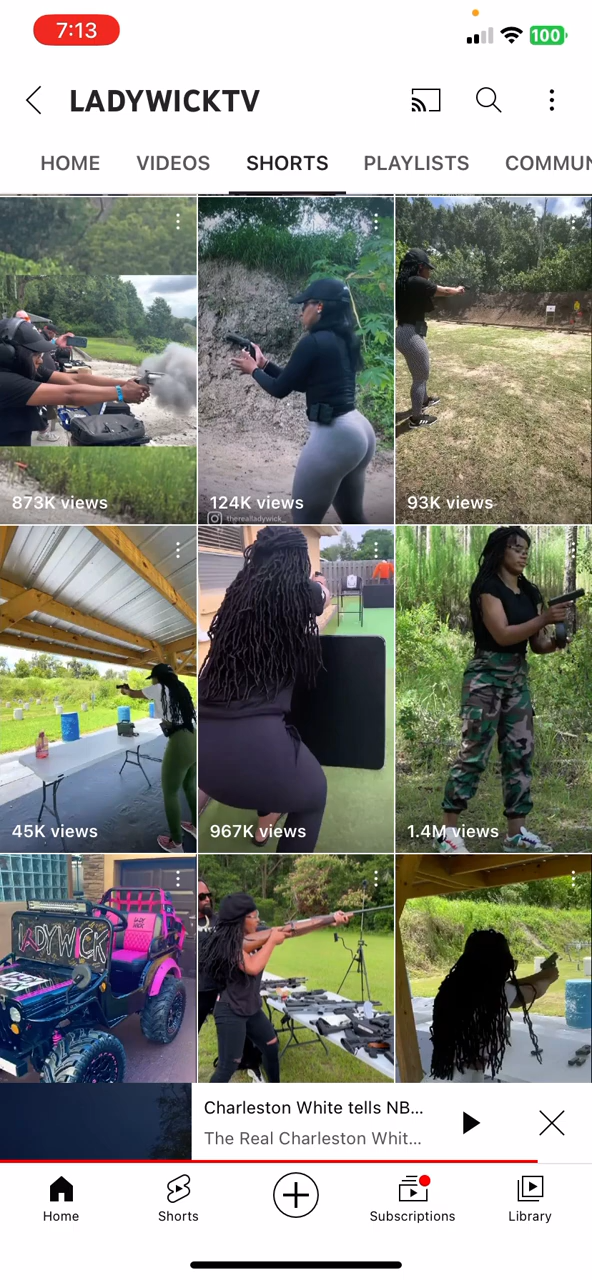 7:13
100
LADYWICKTV
HOME VIDEOS SHORTS PLAYLISTS COMMUN
873K views
124K views
93K views
therealladywick_
45K views
967K views
1.4M views
LADYWICK
Charleston White tells NB...
The Real Charleston Whit...
Home
Shorts
Subscriptions
Library